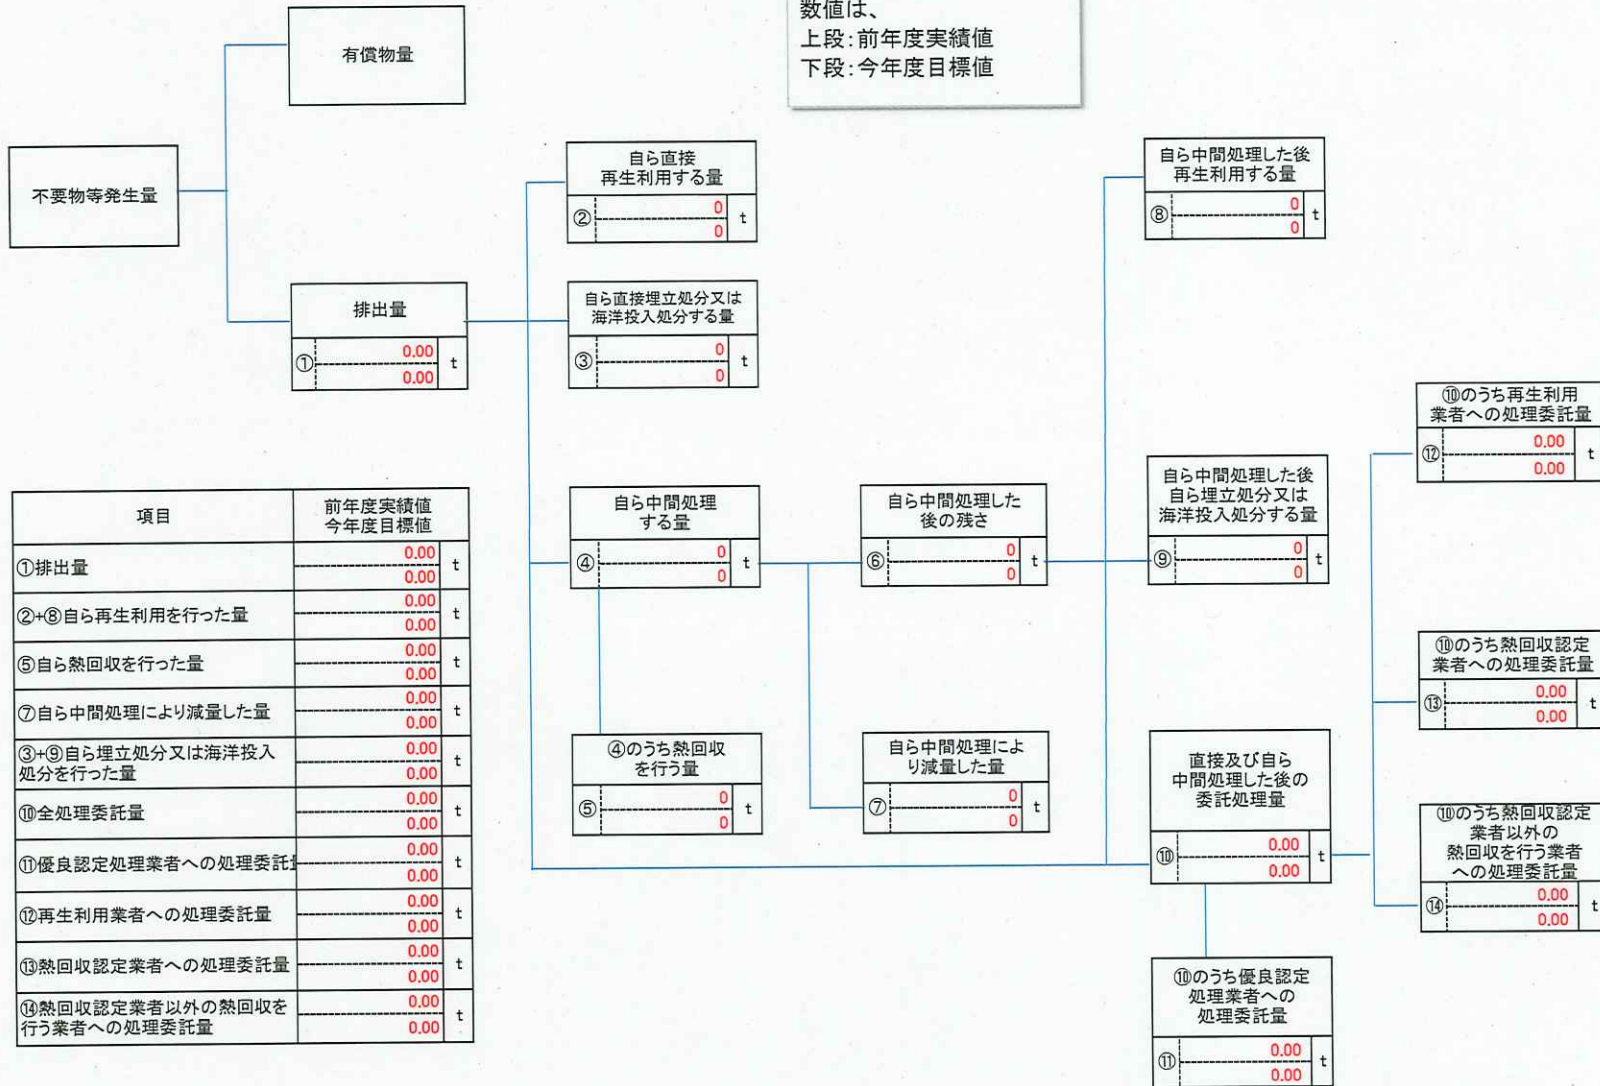 数値は、
上段:前年度実績値
下段:今年度目標値
有償物量
不要物等発生量
排出量
① 0.00 t
0.00
自ら直接
再生利用する量
② 0 t
0
自ら直接埋立処分又は
海洋投入処分する量
③ 0 t
0
自ら中間処理
する量
④ 0 t
0
④のうち熱回収
を行う量
⑤ 0 t
0
自ら中間処理した
後の残さ
⑥ 0 t
0
自ら中間処理によ
り減量した量
⑦ 0 t
0
自ら中間処理した後
再生利用する量
⑧ 0 t
0
自ら中間処理した後
自ら埋立処分又は
海洋投入処分する量
⑨ 0 t
0
直接及び自ら
中間処理した後の
委託処理量
⑩ 0.00 t
0.00
⑩のうち優良認定
処理業者への
処理委託量
⑪ 0.00 t
0.00
⑩のうち再生利用
業者への処理委託量
⑫ 0.00 t
0.00
⑩のうち熱回収認定
業者への処理委託量
⑬ 0.00 t
0.00
⑩のうち熱回収認定
業者以外の
熱回収を行う業者
への処理委託量
⑭ 0.00 t
0.00
項目 前年度実績値
今年度目標値
①排出量 0.00 t
0.00
②+⑧自ら再生利用を行った量 0.00 t
0.00
⑤自ら熱回収を行った量 0.00 t
0.00
⑦自ら中間処理により減量した量 0.00 t
0.00
③+⑨自ら埋立処分又は海洋投入 0.00 t
処分を行った量 0.00
⑩全処理委託量 0.00 t
0.00
⑪優良認定処理業者への処理委託 0.00 t
0.00
⑫再生利用業者への処理委託量 0.00 t
0.00
⑬熱回収認定業者への処理委託量 0.00 t
0.00
⑭熱回収認定業者以外の熱回収を 0.00 t
行う業者への処理委託量 0.00